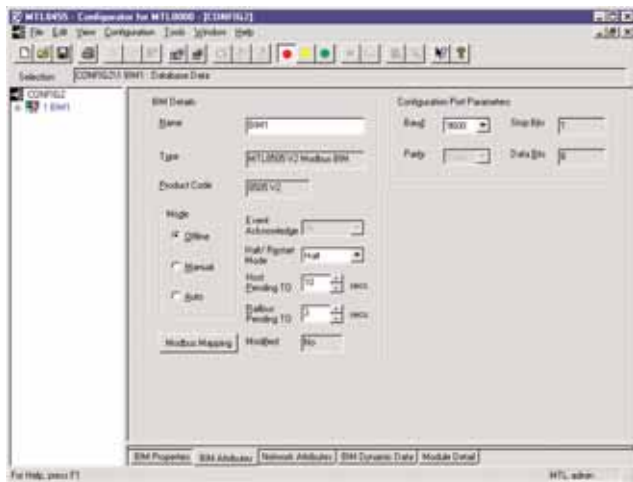 MTL8455 - Configurator for MTL8000 - [CONFIG2]
File Edit View Configuration Tools Window Help
Selection CONFIG2\1 BIM1 : Database Data
CONFIG2
1 BIM1
BIM Details
Name BIM1
Type MTL8505 V2 Modbus BIM
Product Code 8505 V2
Mode
Offline
Manual
Auto
Event Acknowledge
Halt/ Restart Mode Halt
Host Pending TO 10 secs
Railbus Pending TO 3 secs
Modbus Mapping
Modified No
Configuration Port Parameters
Baud 9600
Stop Bits 1
Parity
Data Bits 8
BIM Properties BIM Attributes Network Attributes BIM Dynamic Data Module Detail
For Help, press F1
MTL, admin